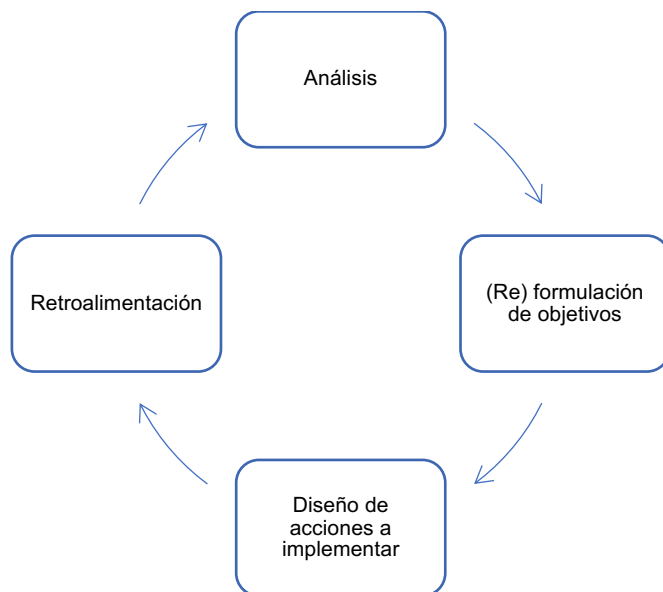 Análisis
(Re) formulación
de objetivos
Diseño de
acciones a
implementar
Retroalimentación